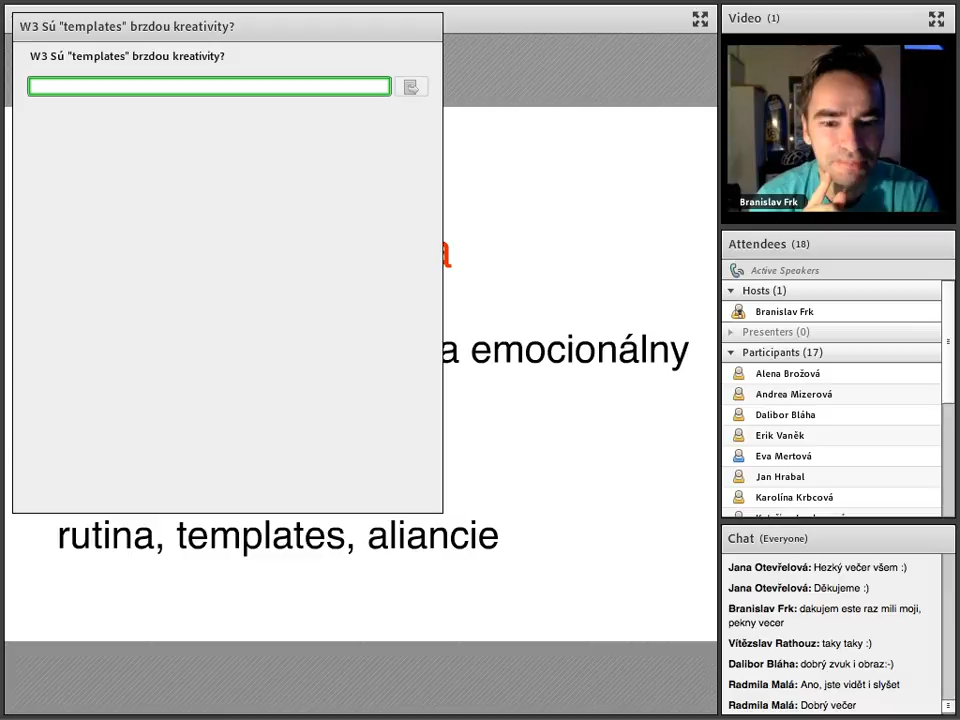 W3 Sú "templates" brzdou kreativity?
W3 Sú "templates" brzdou kreativity?
a emocionálny
rutina, templates, aliancie
Video (1)
Branislav Frk
Attendees (18)
Active Speakers
Hosts (1)
Branislav Frk
Presenters (0)
Participants (17)
Alena Brožová
Andrea Mizerová
Dalibor Bláha
Erik Vaněk
Eva Mertová
Jan Hrabal
Karolína Krbcová
Chat (Everyone)
Jana Otevřelová: Hezký večer všem :)
Jana Otevřelová: Děkujeme :)
Branislav Frk: dakujem este raz mili moji,
pekny vecer
Vítězslav Rathouz: taky taky :)
Dalibor Bláha: dobrý zvuk i obraz:-)
Radmila Malá: Ano, jste vidět i slyšet
Radmila Malá: Dobrý večer